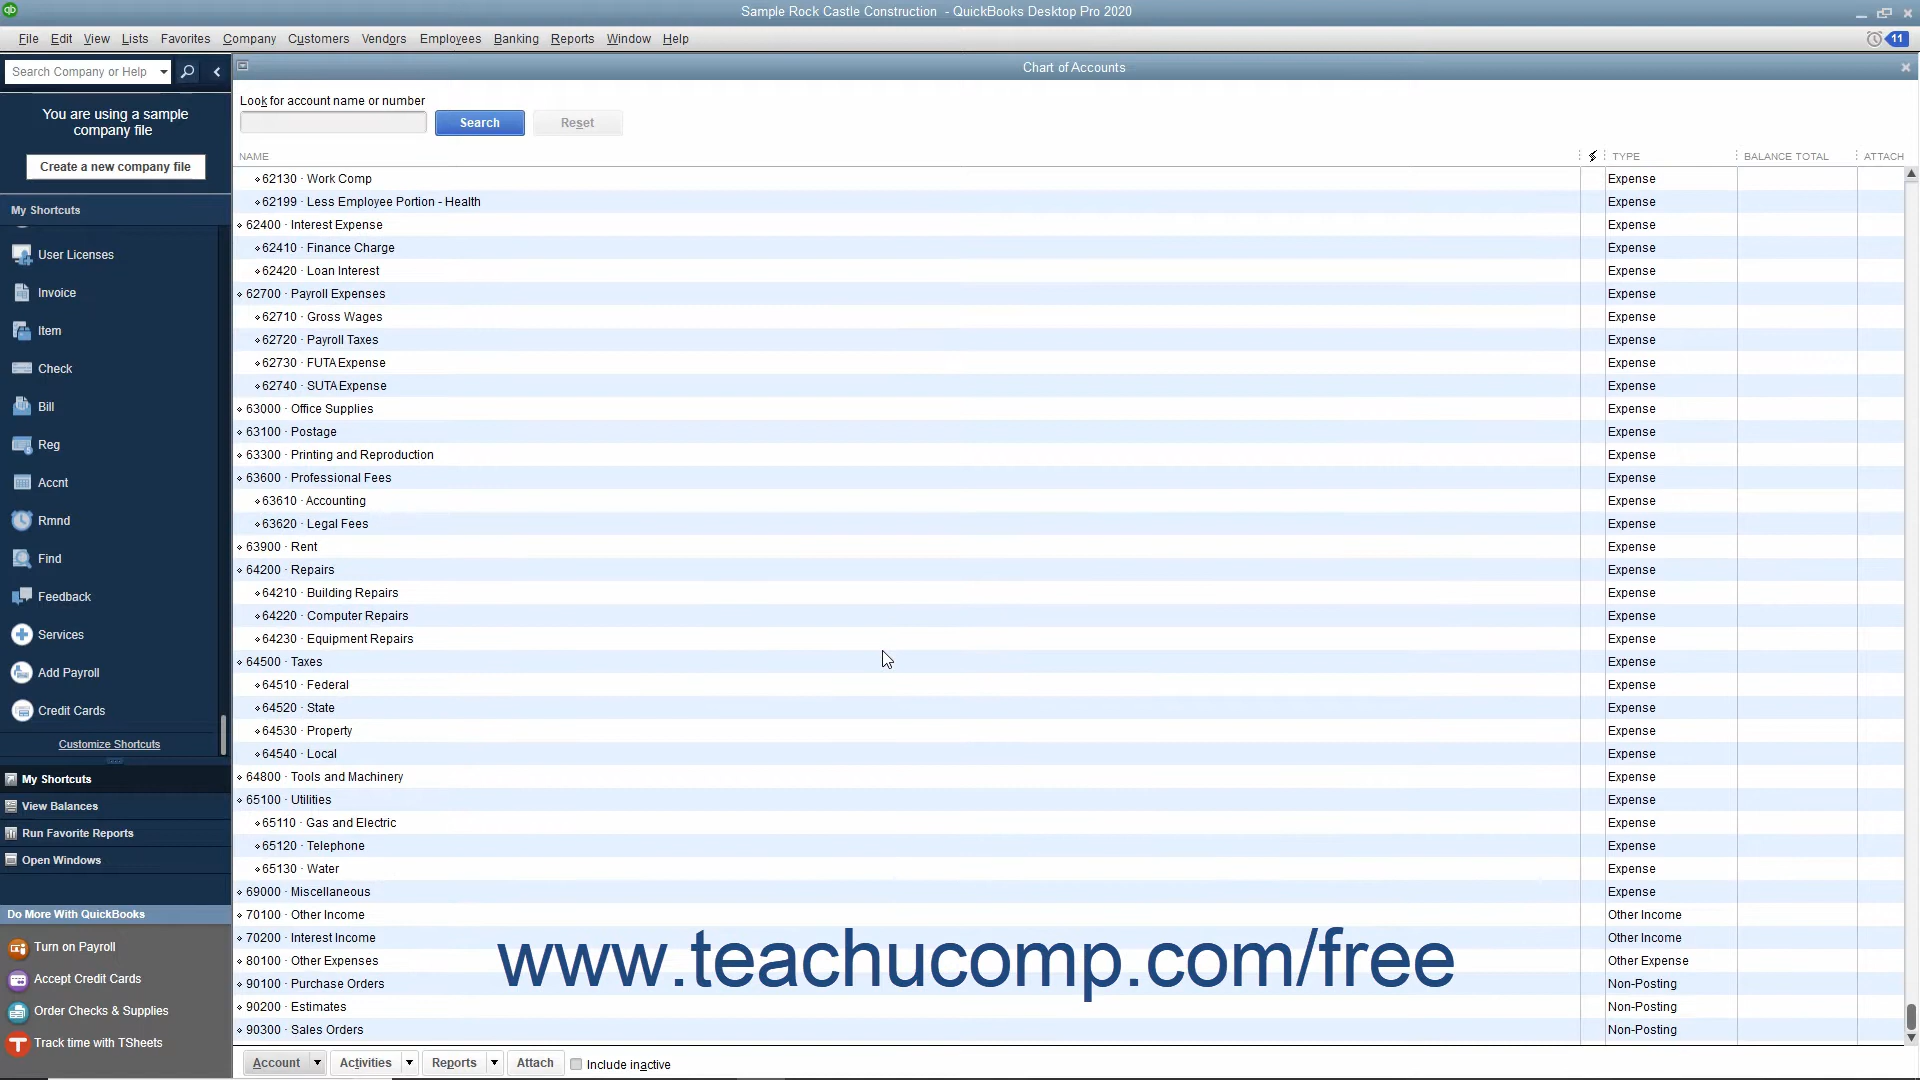 qb
Sample Rock Castle Construction - QuickBooks Desktop Pro 2020
File Edit View Lists Favorites Company Customers Vendors Employees Banking Reports Window Help
11
Search Company or Help
Chart of Accounts
You are using a sample
company file
Create a new company file
My Shortcuts
User Licenses
Invoice
Item
Check
Bill
Reg
Accnt
Rmnd
Find
Feedback
Services
Add Payroll
Credit Cards
Customize Shortcuts
My Shortcuts
View Balances
Run Favorite Reports
Open Windows
Do More With QuickBooks
Turn on Payroll
Accept Credit Cards
Order Checks & Supplies
Track time with TSheets
Look for account name or number
Search Reset
NAME TYPE BALANCE TOTAL ATTACH
62130 · Work Comp Expense
62199 · Less Employee Portion - Health Expense
62400 · Interest Expense Expense
62410 · Finance Charge Expense
62420 · Loan Interest Expense
62700 · Payroll Expenses Expense
62710 · Gross Wages Expense
62720 · Payroll Taxes Expense
62730 · FUTA Expense Expense
62740 · SUTA Expense Expense
63000 · Office Supplies Expense
63100 · Postage Expense
63300 · Printing and Reproduction Expense
63600 · Professional Fees Expense
63610 · Accounting Expense
63620 · Legal Fees Expense
63900 · Rent Expense
64200 · Repairs Expense
64210 · Building Repairs Expense
64220 · Computer Repairs Expense
64230 · Equipment Repairs Expense
64500 · Taxes Expense
64510 · Federal Expense
64520 · State Expense
64530 · Property Expense
64540 · Local Expense
64800 · Tools and Machinery Expense
65100 · Utilities Expense
65110 · Gas and Electric Expense
65120 · Telephone Expense
65130 · Water Expense
69000 · Miscellaneous Expense
70100 · Other Income Other Income
70200 · Interest Income Other Income
80100 · Other Expenses Other Expense
90100 · Purchase Orders Non-Posting
90200 · Estimates Non-Posting
90300 · Sales Orders Non-Posting
www.teachucomp.com/free
Account Activities Reports Attach Include inactive